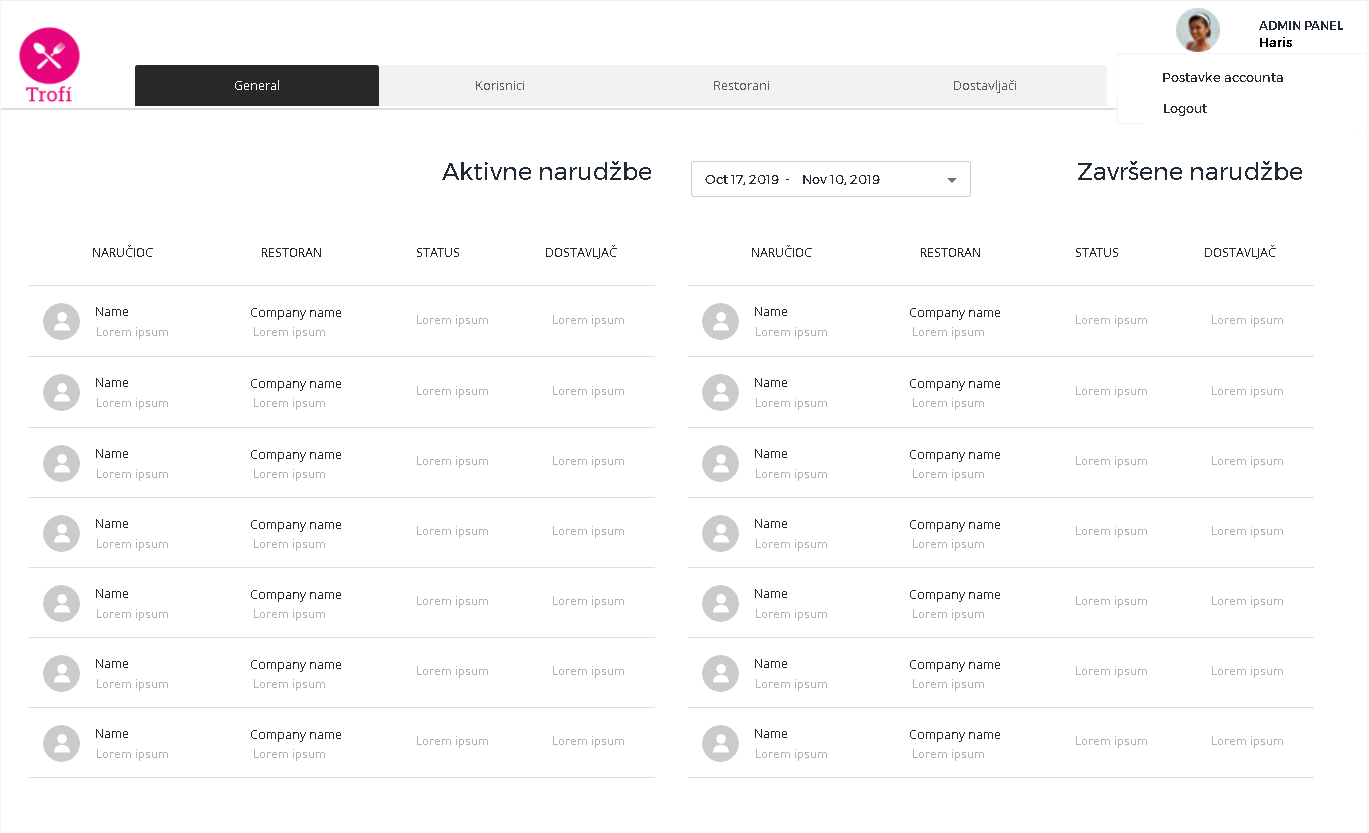 ADMIN PANEL
Haris
Trofí
General Korisnici Restorani Dostavljači
Postavke accounta
Logout
Aktivne narudžbe
Oct 17, 2019 - Nov 10, 2019
Završene narudžbe
NARUČIOC RESTORAN STATUS DOSTAVLJAČ NARUČIOC RESTORAN STATUS DOSTAVLJAČ
Name Company name Lorem ipsum Lorem ipsum Name Company name Lorem ipsum Lorem ipsum
Lorem ipsum Lorem ipsum Lorem ipsum Lorem ipsum
Name Company name Lorem ipsum Lorem ipsum Name Company name Lorem ipsum Lorem ipsum
Lorem ipsum Lorem ipsum Lorem ipsum Lorem ipsum
Name Company name Lorem ipsum Lorem ipsum Name Company name Lorem ipsum Lorem ipsum
Lorem ipsum Lorem ipsum Lorem ipsum Lorem ipsum
Name Company name Lorem ipsum Lorem ipsum Name Company name Lorem ipsum Lorem ipsum
Lorem ipsum Lorem ipsum Lorem ipsum Lorem ipsum
Name Company name Lorem ipsum Lorem ipsum Name Company name Lorem ipsum Lorem ipsum
Lorem ipsum Lorem ipsum Lorem ipsum Lorem ipsum
Name Company name Lorem ipsum Lorem ipsum Name Company name Lorem ipsum Lorem ipsum
Lorem ipsum Lorem ipsum Lorem ipsum Lorem ipsum
Name Company name Lorem ipsum Lorem ipsum Name Company name Lorem ipsum Lorem ipsum
Lorem ipsum Lorem ipsum Lorem ipsum Lorem ipsum